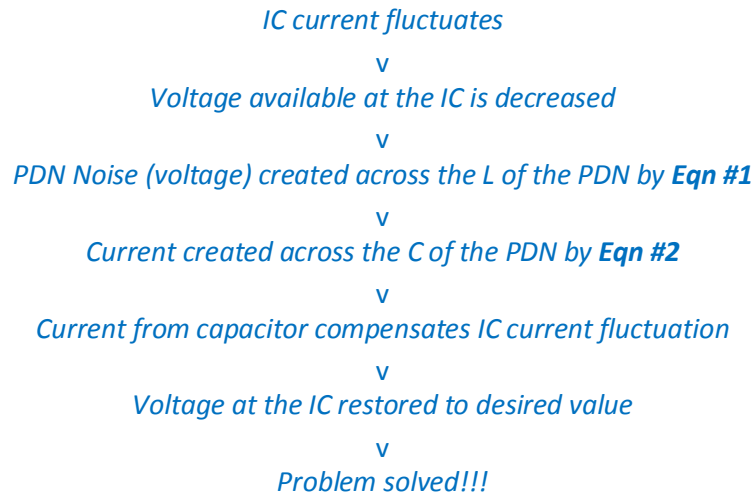 IC current fluctuates
v
Voltage available at the IC is decreased
v
PDN Noise (voltage) created across the L of the PDN by Eqn #1
v
Current created across the C of the PDN by Eqn #2
v
Current from capacitor compensates IC current fluctuation
v
Voltage at the IC restored to desired value
v
Problem solved!!!